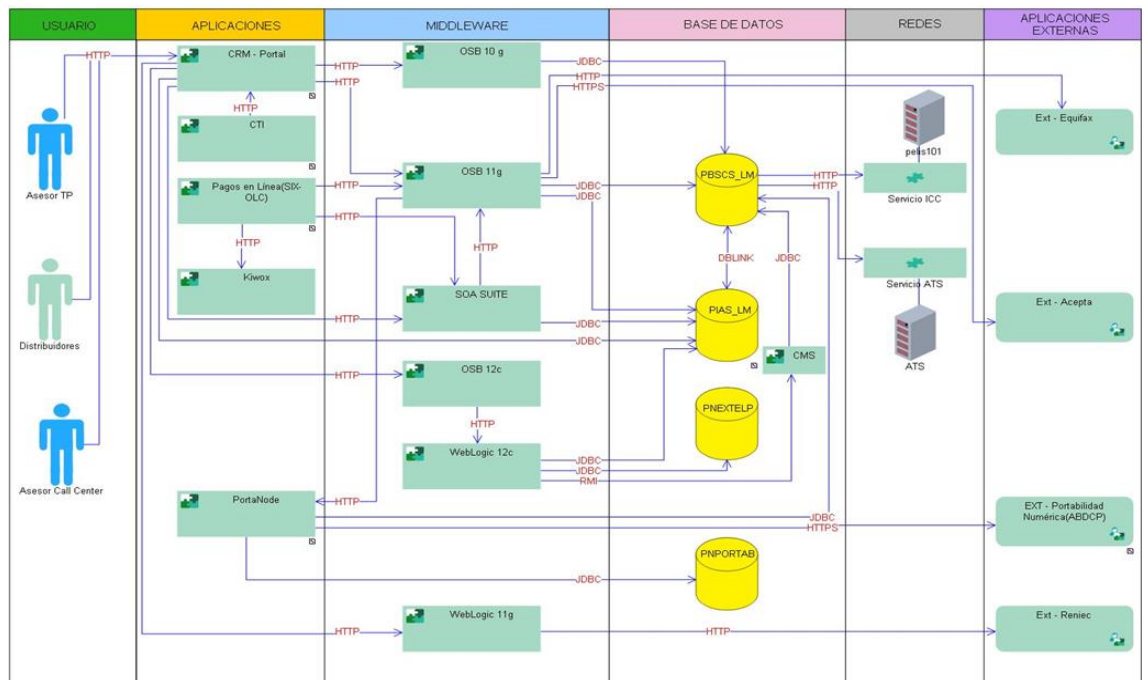 USUARIO
APLICACIONES
MIDDLEWARE
BASE DE DATOS
REDES
APLICACIONES
EXTERNAS
HTTP
CRM - Portal
HTTP
HTTP
OSB 10 g
JDBC
HTTP
HTTPS
Ext - Equifax
pelis101
HTTP
CTI
Asesor TP
Pagos en Línea(SIX-
OLC)
HTTP
OSB 11g
JDBC
JDBC
PBSCS_LM
HTTP
HTTP
Servicio ICC
HTTP
HTTP
HTTP
DBLINK
JDBC
Kiwox
SOA SUITE
PIAS_LM
Servicio ATS
Ext - Acepta
HTTP
JDBC
JDBC
Distribuidores
CMS
ATS
OSB 12c
HTTP
HTTP
PNEXTELP
WebLogic 12c
JDBC
JDBC
RMI
Asesor Call Center
PortaNode
HTTP
JDBC
HTTPS
EXT - Portabilidad
Numérica(ABDCP)
PNPORTAB
JDBC
WebLogic 11g
HTTP
HTTP
Ext - Reniec